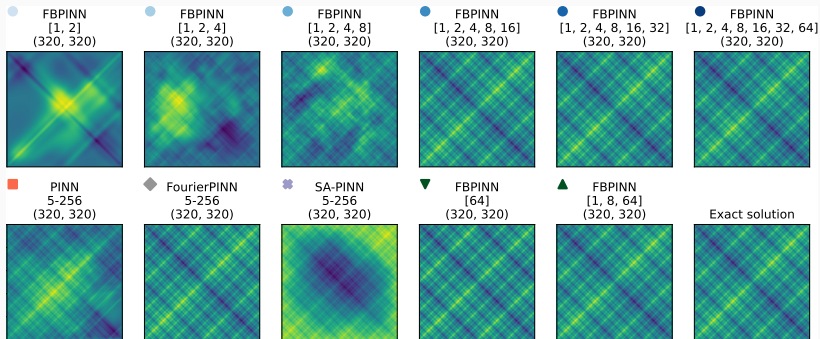 FBPINN
[1, 2]
(320, 320)
FBPINN
[1, 2, 4]
(320, 320)
FBPINN
[1, 2, 4, 8]
(320, 320)
FBPINN
[1, 2, 4, 8, 16]
(320, 320)
FBPINN
[1, 2, 4, 8, 16, 32]
(320, 320)
FBPINN
[1, 2, 4, 8, 16, 32, 64]
(320, 320)
PINN
5-256
(320, 320)
FourierPINN
5-256
(320, 320)
SA-PINN
5-256
(320, 320)
FBPINN
[64]
(320, 320)
FBPINN
[1, 8, 64]
(320, 320)
Exact solution